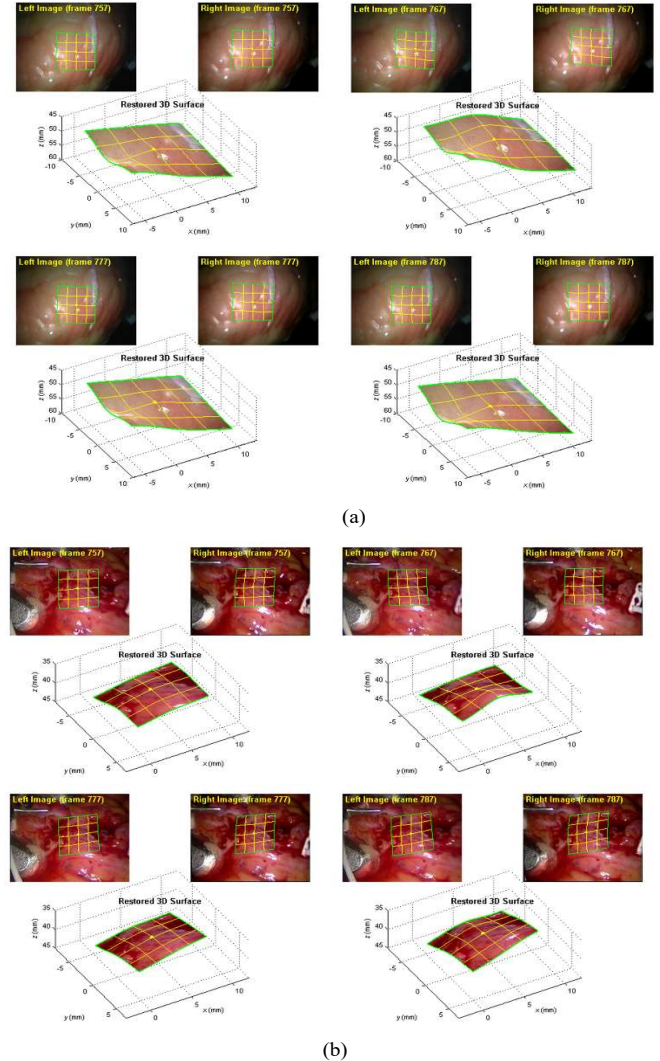 Left Image (frame 757)
Right Image (frame 757)
Restored 3D Surface
45
50
55
60
z (mm)
-10
-5
0
5
10
y (mm)
-5
0
5
10
x (mm)
Left Image (frame 767)
Right Image (frame 767)
Restored 3D Surface
45
50
55
60
z (mm)
-10
-5
0
5
10
y (mm)
-5
0
5
10
x (mm)
Left Image (frame 777)
Right Image (frame 777)
Restored 3D Surface
45
50
55
60
z (mm)
-10
-5
0
5
10
y (mm)
-5
0
5
10
x (mm)
Left Image (frame 787)
Right Image (frame 787)
Restored 3D Surface
45
50
55
60
z (mm)
-10
-5
0
5
10
y (mm)
-5
0
5
10
x (mm)
(a)
Left Image (frame 757)
Right Image (frame 757)
Restored 3D Surface
35
40
45
z (mm)
-5
0
5
y (mm)
0
5
10
x (mm)
Left Image (frame 767)
Right Image (frame 767)
Restored 3D Surface
35
40
45
z (mm)
-5
0
5
y (mm)
0
5
10
x (mm)
Left Image (frame 777)
Right Image (frame 777)
Restored 3D Surface
35
40
45
z (mm)
-5
0
5
y (mm)
0
5
10
x (mm)
Left Image (frame 787)
Right Image (frame 787)
Restored 3D Surface
35
40
45
z (mm)
-5
0
5
y (mm)
0
5
10
x (mm)
(b)